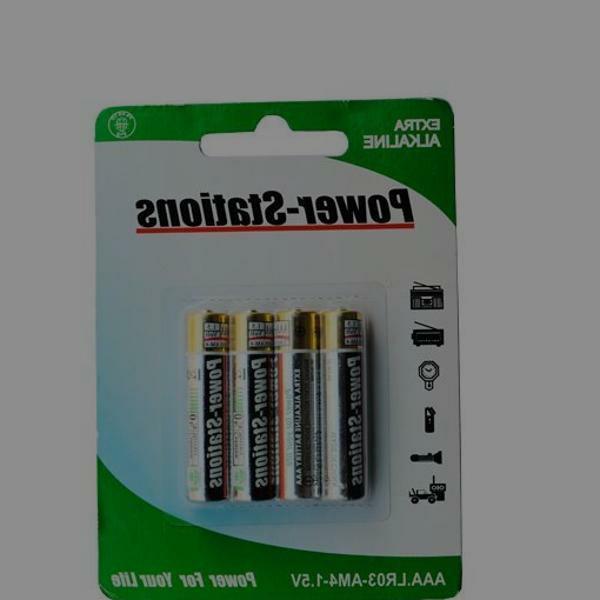 EXTRA
ALKALINE
Power-Stations
Power-Stations
Power-Stations
EXTRA ALKALINE BATTERY AAA
Power-Stations
AAA.LR03-AM4-1.5V
Power For Your Life